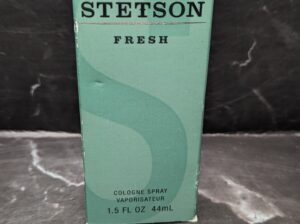 STETSON
FRESH
COLOGNE SPRAY
VAPORISATEUR
1.5 FL OZ 44mL